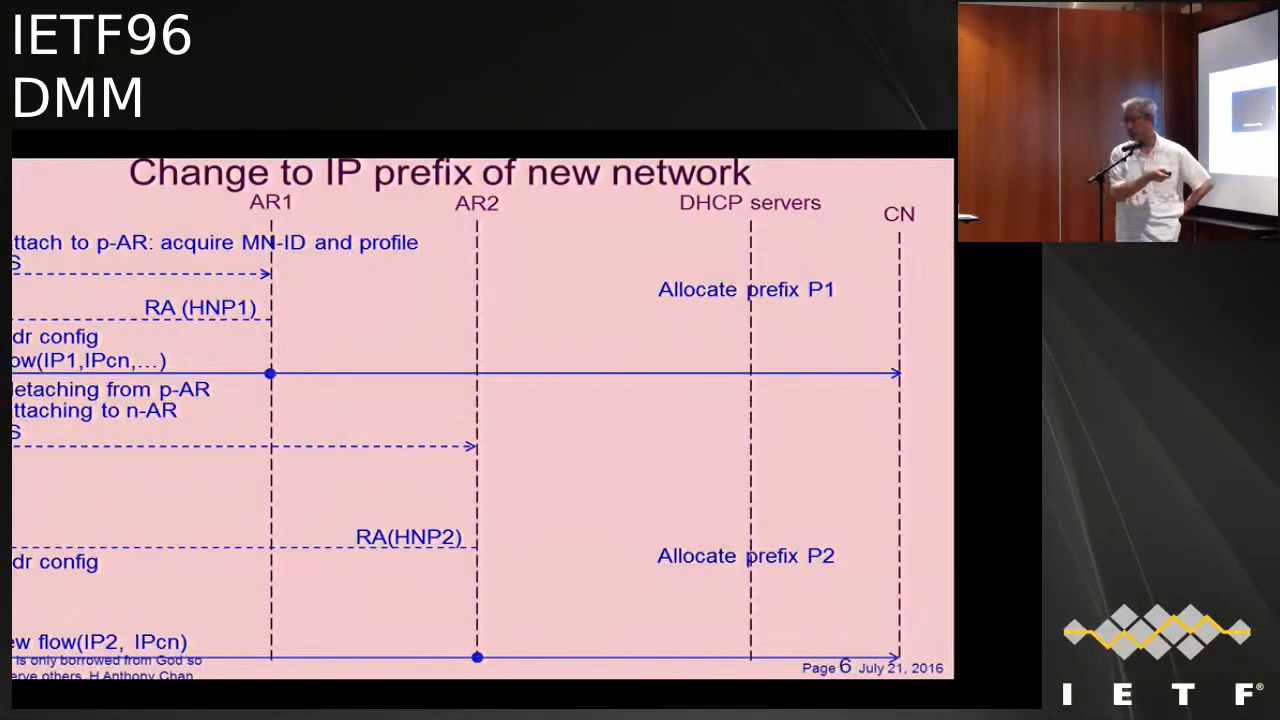 IETF96
DMM
Change to IP prefix of new network
AR1
AR2
DHCP servers
CN
ttach to p-AR: acquire MN-ID and profile
S
Allocate prefix P1
RA (HNP1)
dr config
ow(IP1,IPcn,...)
etaching from p-AR
ttaching to n-AR
S
RA(HNP2)
Allocate prefix P2
dr config
ew flow(IP2, IPcn)
is only borrowed from God so
erve others, H Anthony Chan
Page 6 July 21, 2016
I E T F®